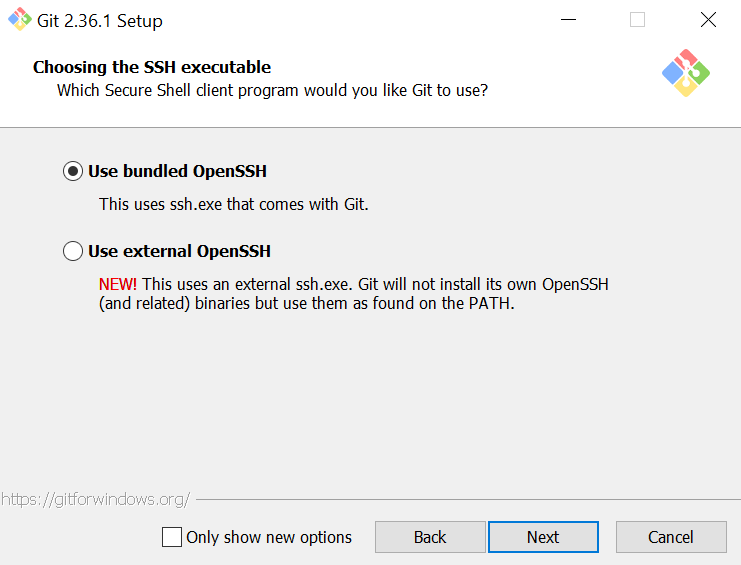 Git 2.36.1 Setup
Choosing the SSH executable
Which Secure Shell client program would you like Git to use?
Use bundled OpenSSH
This uses ssh.exe that comes with Git.
Use external OpenSSH
NEW! This uses an external ssh.exe. Git will not install its own OpenSSH
(and related) binaries but use them as found on the PATH.
https://gitforwindows.org/
Only show new options
Back
Next
Cancel